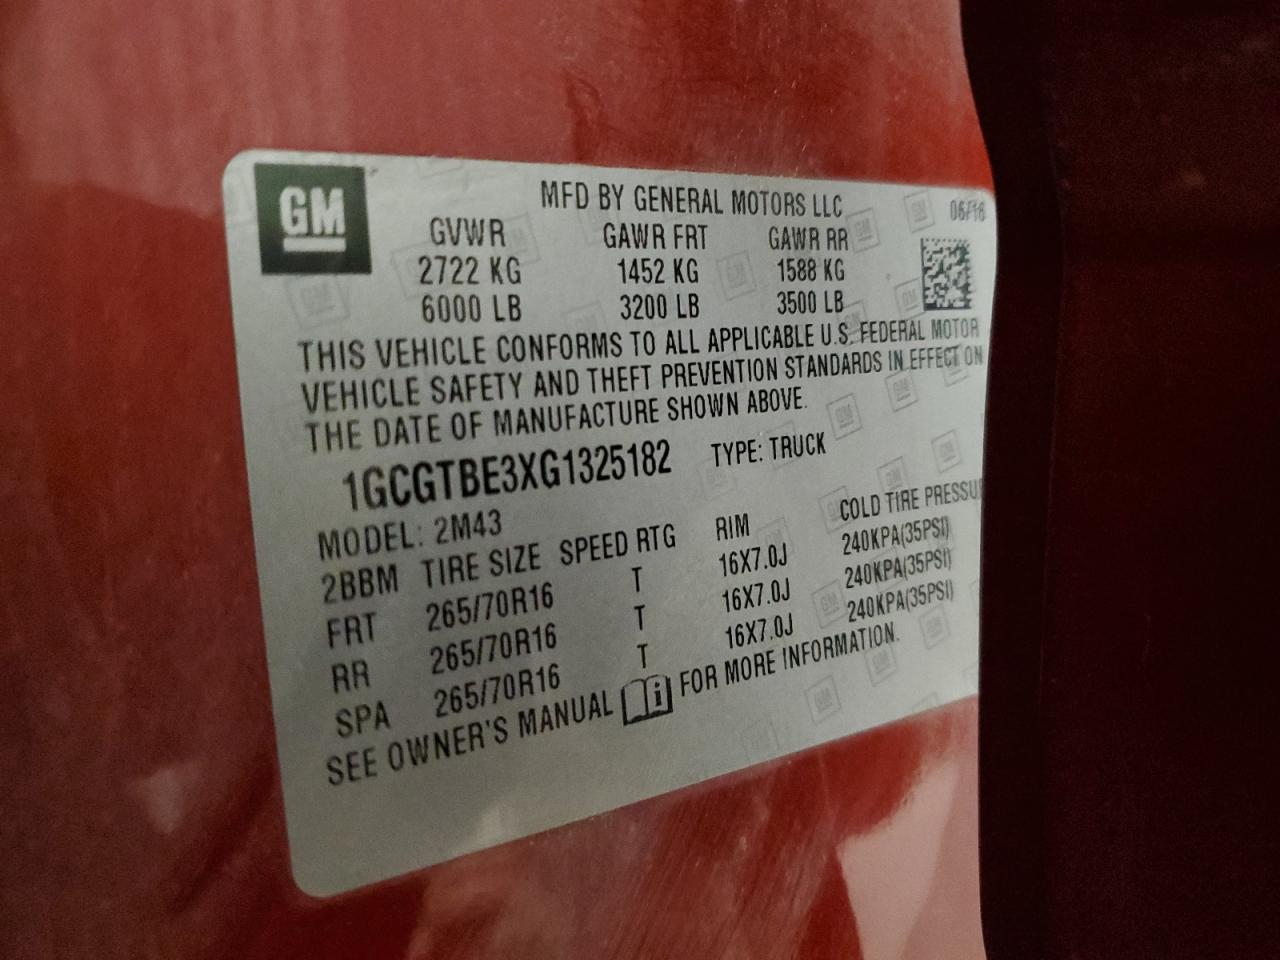 GM
MFD BY GENERAL MOTORS LLC 06/16
GVWR GAWR FRT GAWR RR
2722 KG 1452 KG 1588 KG
6000 LB 3200 LB 3500 LB
THIS VEHICLE CONFORMS TO ALL APPLICABLE U.S. FEDERAL MOTOR
VEHICLE SAFETY AND THEFT PREVENTION STANDARDS IN EFFECT ON
THE DATE OF MANUFACTURE SHOWN ABOVE.
1GCGTBE3XG1325182 TYPE: TRUCK
MODEL: 2M43
2BBM TIRE SIZE SPEED RTG RIM COLD TIRE PRESSU
FRT 265/70R16 T 16X7.0J 240KPA(35PSI)
RR 265/70R16 T 16X7.0J 240KPA(35PSI)
SPA 265/70R16 T 16X7.0J 240KPA(35PSI)
SEE OWNER'S MANUAL FOR MORE INFORMATION.